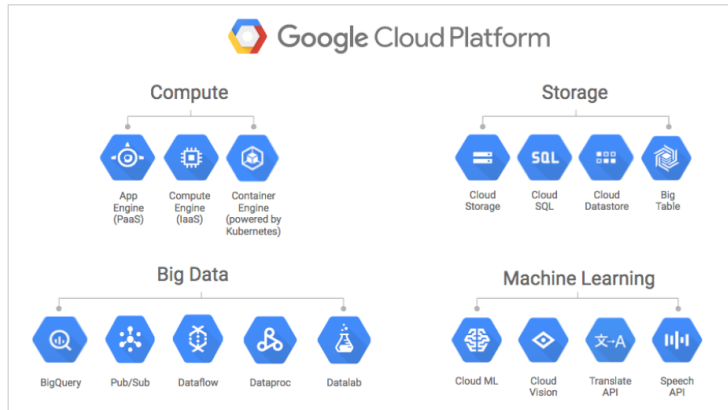 Google Cloud Platform
Compute
App
Engine
(PaaS)
Compute
Engine
(IaaS)
Container
Engine
(powered by
Kubernetes)
Storage
Cloud
Storage
SQL
Cloud
SQL
Cloud
Datastore
Big
Table
Big Data
BigQuery
Pub/Sub
Dataflow
Dataproc
Datalab
Machine Learning
Cloud ML
Cloud
Vision
文→A
Translate
API
Speech
API